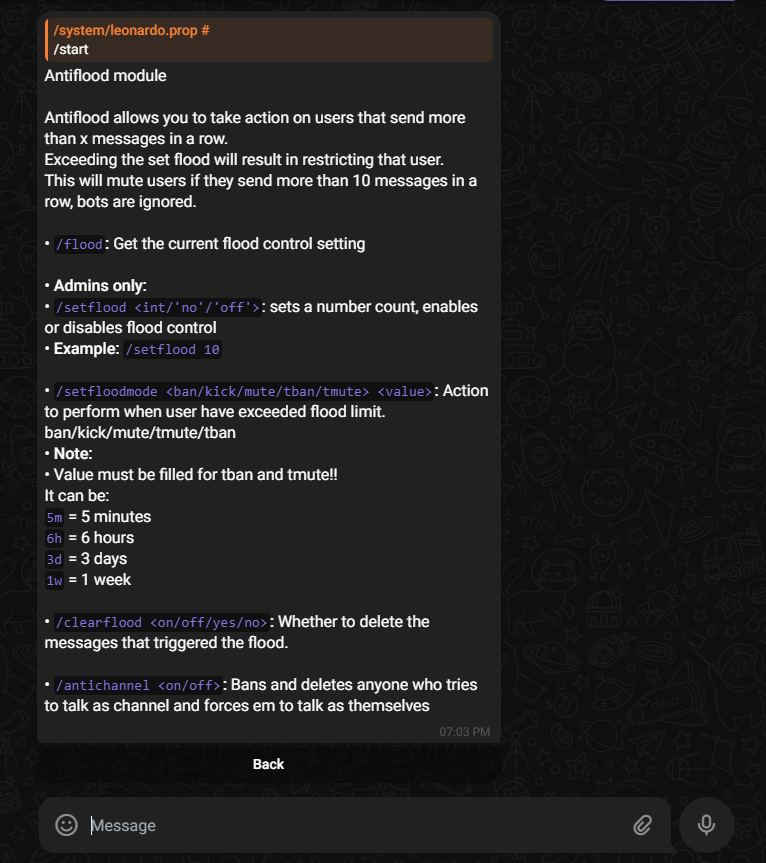 /system/leonardo.prop #
/start
Antiflood module
Antiflood allows you to take action on users that send more
than x messages in a row.
Exceeding the set flood will result in restricting that user.
This will mute users if they send more than 10 messages in a
row, bots are ignored.
• /flood: Get the current flood control setting
• Admins only:
• /setflood <int/'no'/'off'>: sets a number count, enables
or disables flood control
• Example: /setflood 10
• /setfloodmode <ban/kick/mute/tban/tmute> <value>: Action
to perform when user have exceeded flood limit.
ban/kick/mute/tmute/tban
• Note:
• Value must be filled for tban and tmute!!
It can be:
5m = 5 minutes
6h = 6 hours
3d = 3 days
1w = 1 week
• /clearflood <on/off/yes/no>: Whether to delete the
messages that triggered the flood.
• /antichannel <on/off>: Bans and deletes anyone who tries
to talk as channel and forces em to talk as themselves
07:03 PM
Back
Message